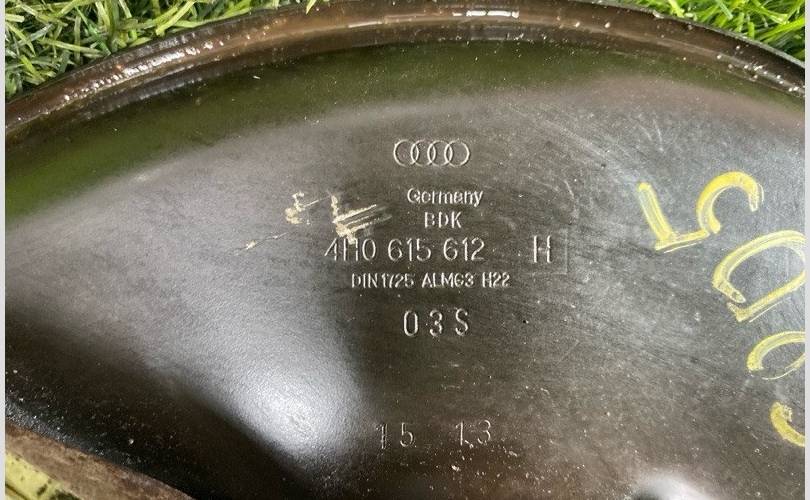 Germany
BDK
4H0 615 612 H
DIN1725 ALMG3 H22
03S
15 13